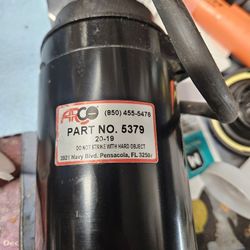 ARCO (850) 455-5476
PART NO. 5379
20-19
DO NOT STRIKE WITH HARD OBJECT
3921 Navy Blvd. Pensacola, FL 32507